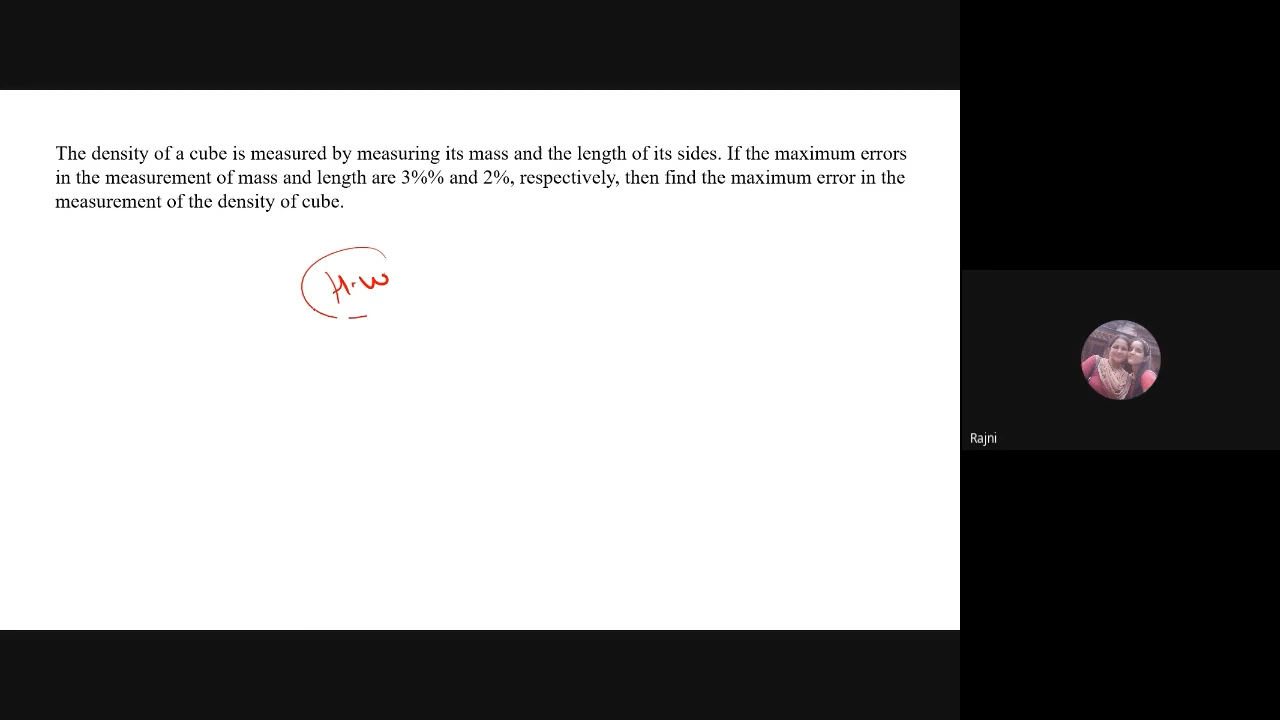 The density of a cube is measured by measuring its mass and the length of its sides. If the maximum errors
in the measurement of mass and length are 3%% and 2%, respectively, then find the maximum error in the
measurement of the density of cube.
H.W
Rajni